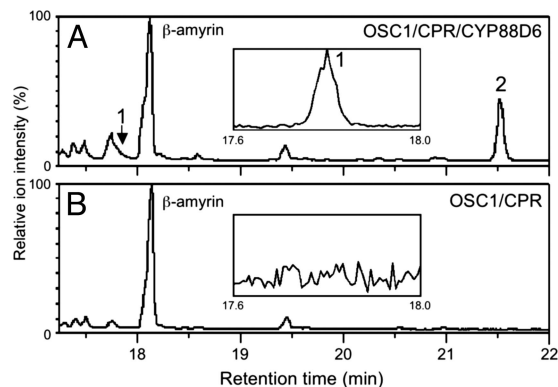 100
A
β-amyrin
OSC1/CPR/CYP88D6
1
1
2
17.6
18.0
0
100
B
β-amyrin
OSC1/CPR
17.6
18.0
0
18
19
20
21
22
Relative ion intensity (%)
Retention time (min)